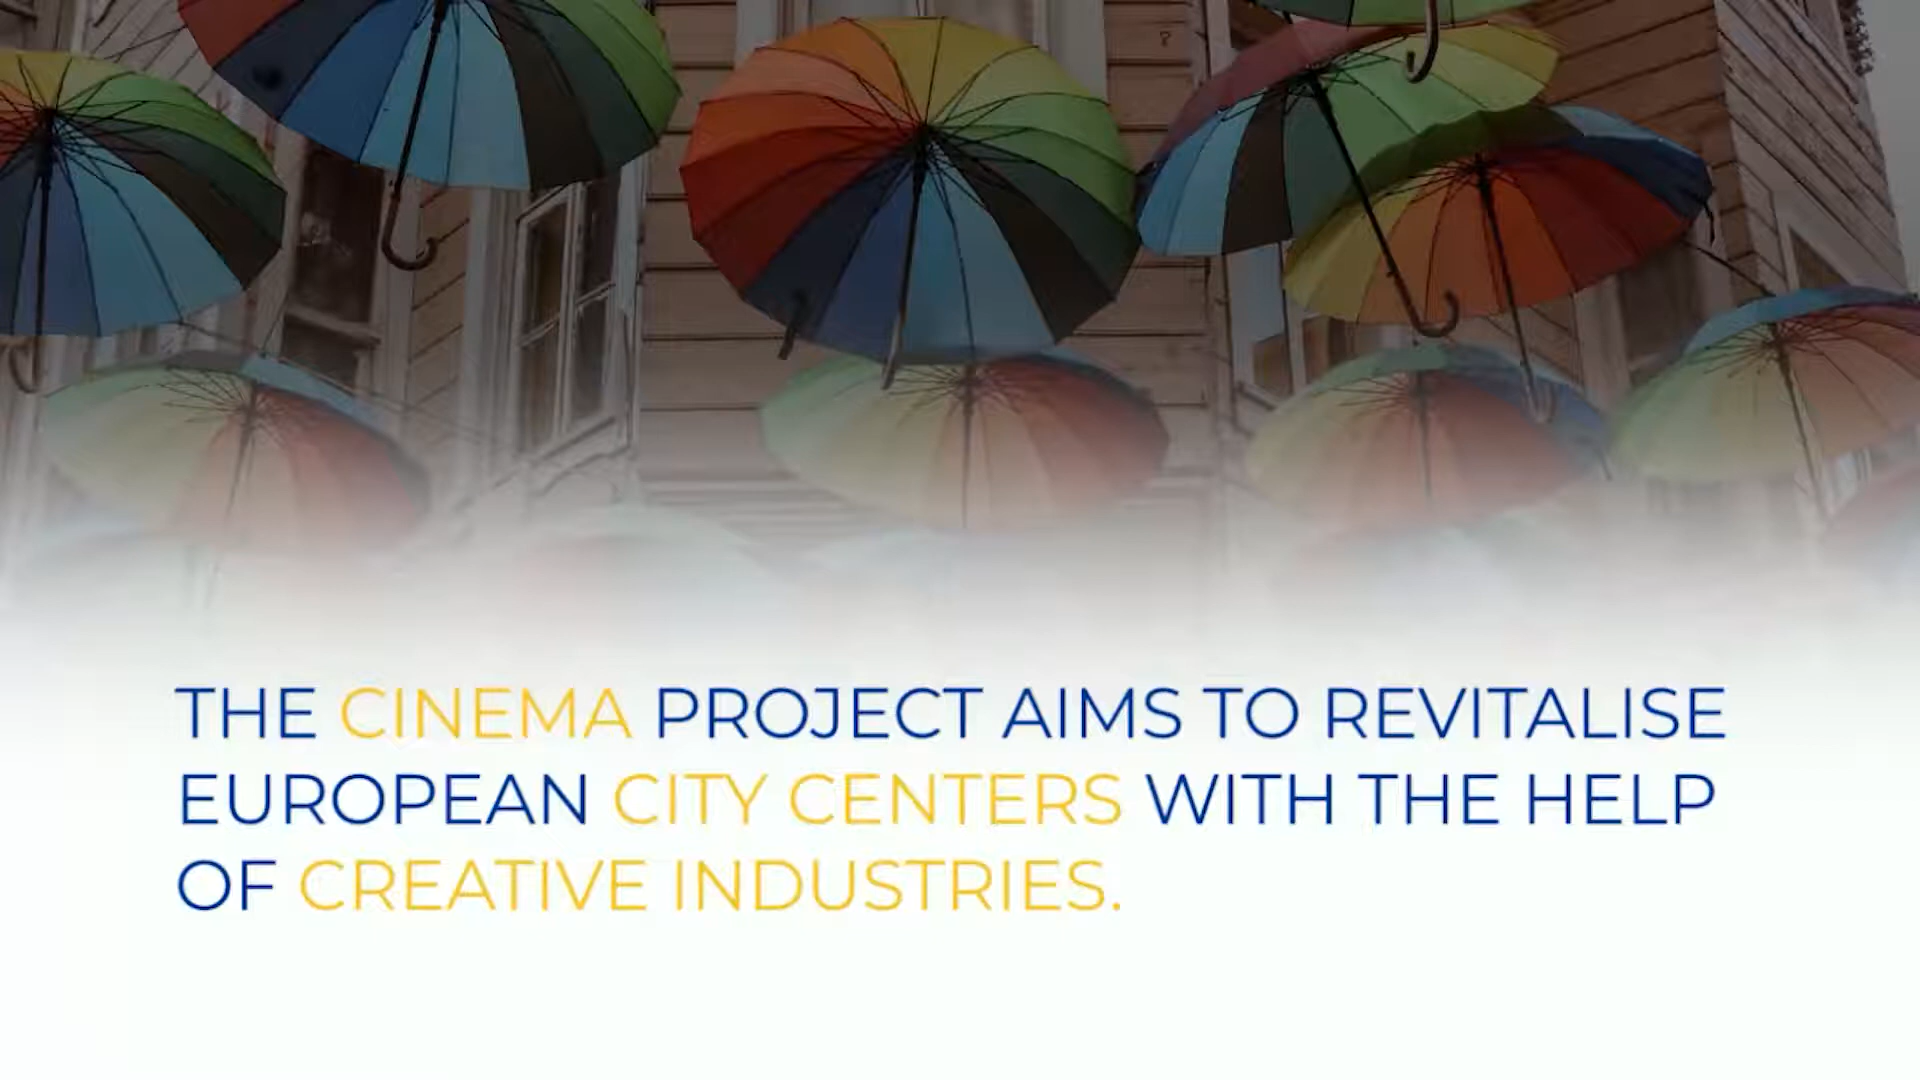 THE CINEMA PROJECT AIMS TO REVITALISE
EUROPEAN CITY CENTERS WITH THE HELP
OF CREATIVE INDUSTRIES.